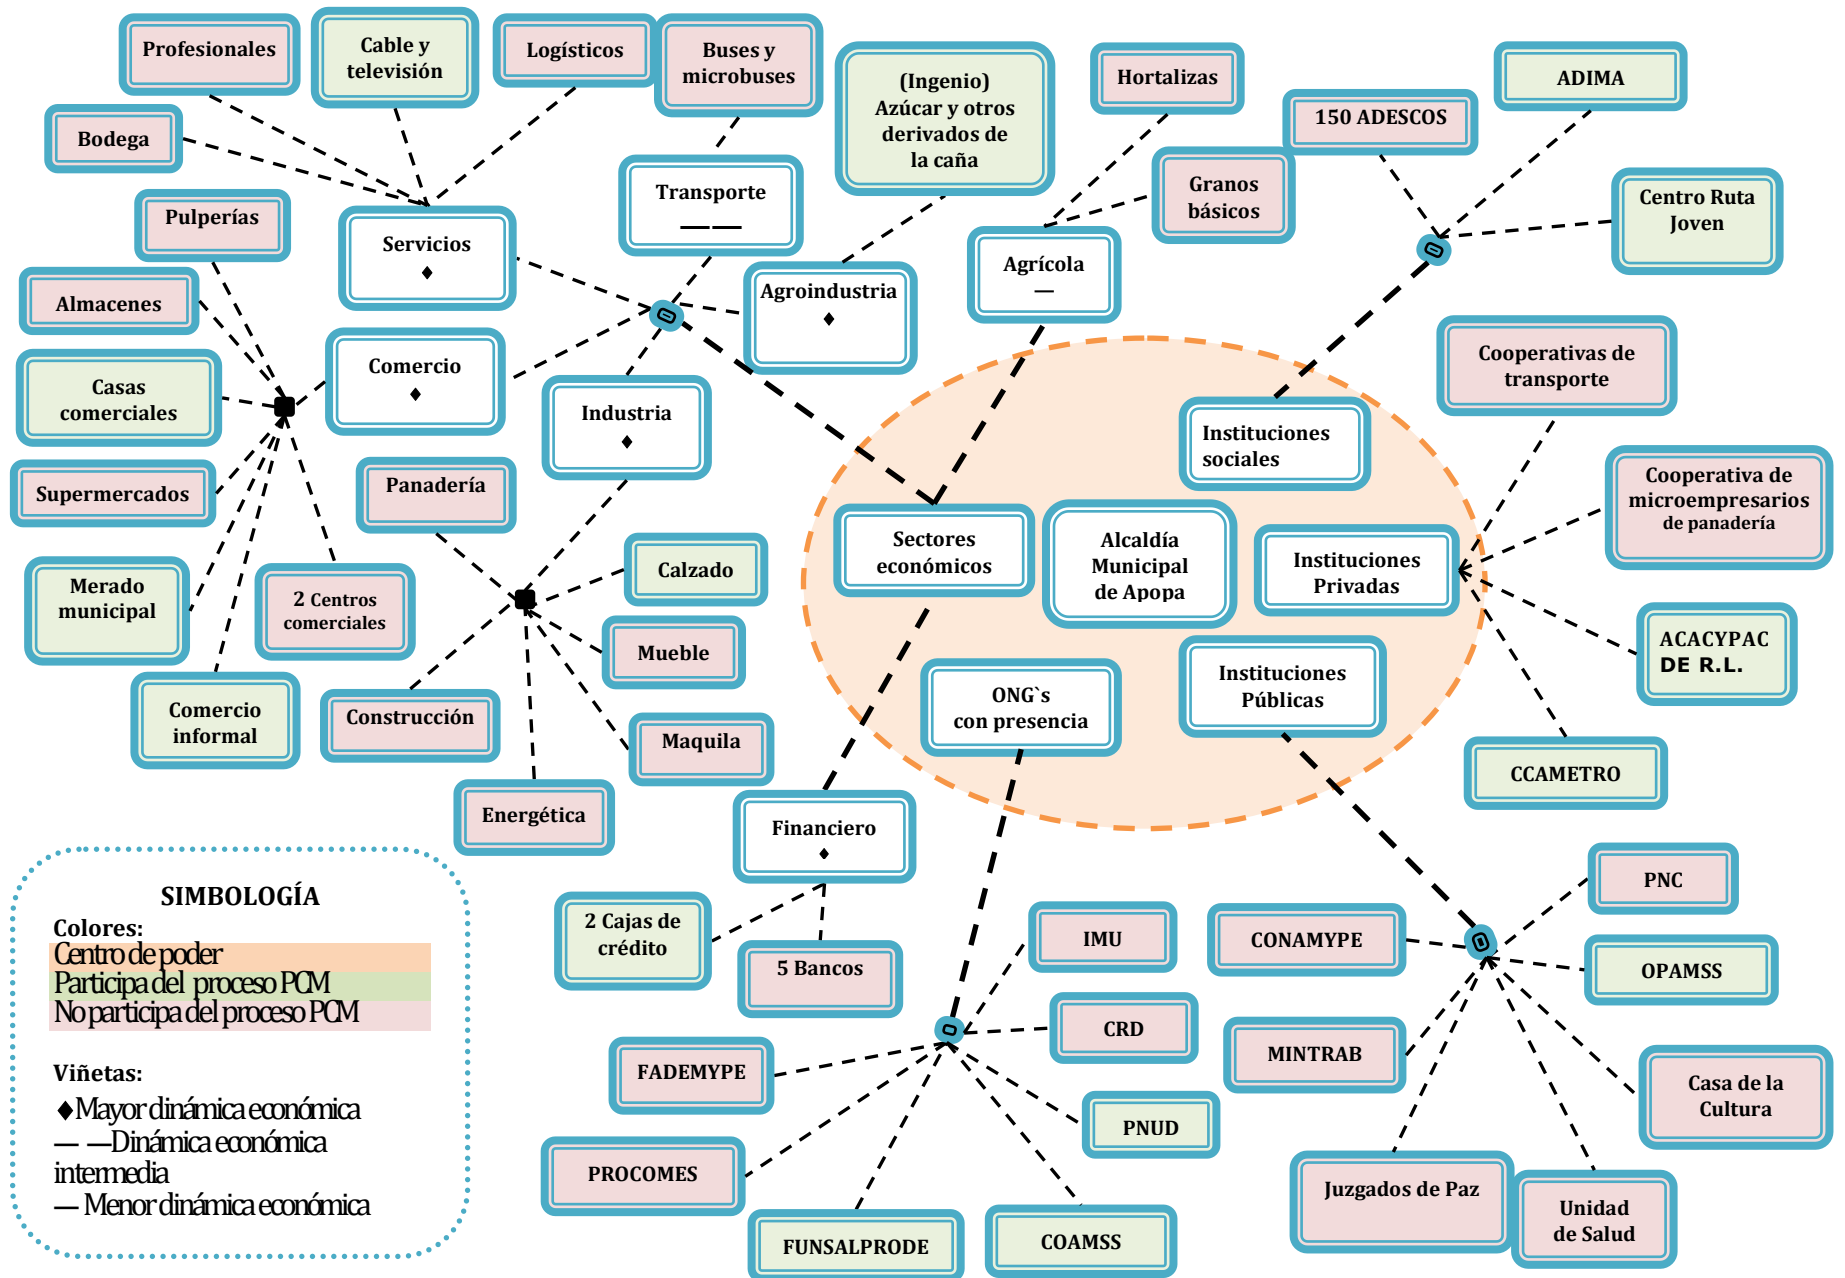 Profesionales
Cable y
televisión
Logísticos
Buses y
microbuses
(Ingenio)
Azúcar y otros
derivados de
la caña
Hortalizas
150 ADESCOS
ADIMA
Bodega
Pulperías
Servicios
♦
Transporte
— —
Granos
básicos
Centro Ruta
Joven
Almacenes
Agroindustria
♦
Agrícola
—
Casas
comerciales
Comercio
♦
Industria
♦
Cooperativas de
transporte
Instituciones
sociales
Supermercados
Panadería
Cooperativa de
microempresarios
de panadería
Sectores
económicos
Alcaldía
Municipal
de Apopa
Instituciones
Privadas
Merado
municipal
2 Centros
comerciales
Calzado
Mueble
ACACYPAC
DE R.L.
Comercio
informal
Construcción
Maquila
ONG`s
con presencia
Instituciones
Públicas
CCAMETRO
Energética
Financiero
♦
2 Cajas de
crédito
5 Bancos
IMU
CONAMYPE
PNC
OPAMSS
CRD
FADEMYPE
MINTRAB
Casa de la
Cultura
PNUD
PROCOMES
Juzgados de Paz
Unidad
de Salud
FUNSALPRODE
COAMSS
SIMBOLOGÍA
Colores:
Centro de poder
Participa del proceso PCM
No participa del proceso PCM
Viñetas:
♦Mayor dinámica económica
— —Dinámica económica
intermedia
— Menor dinámica económica